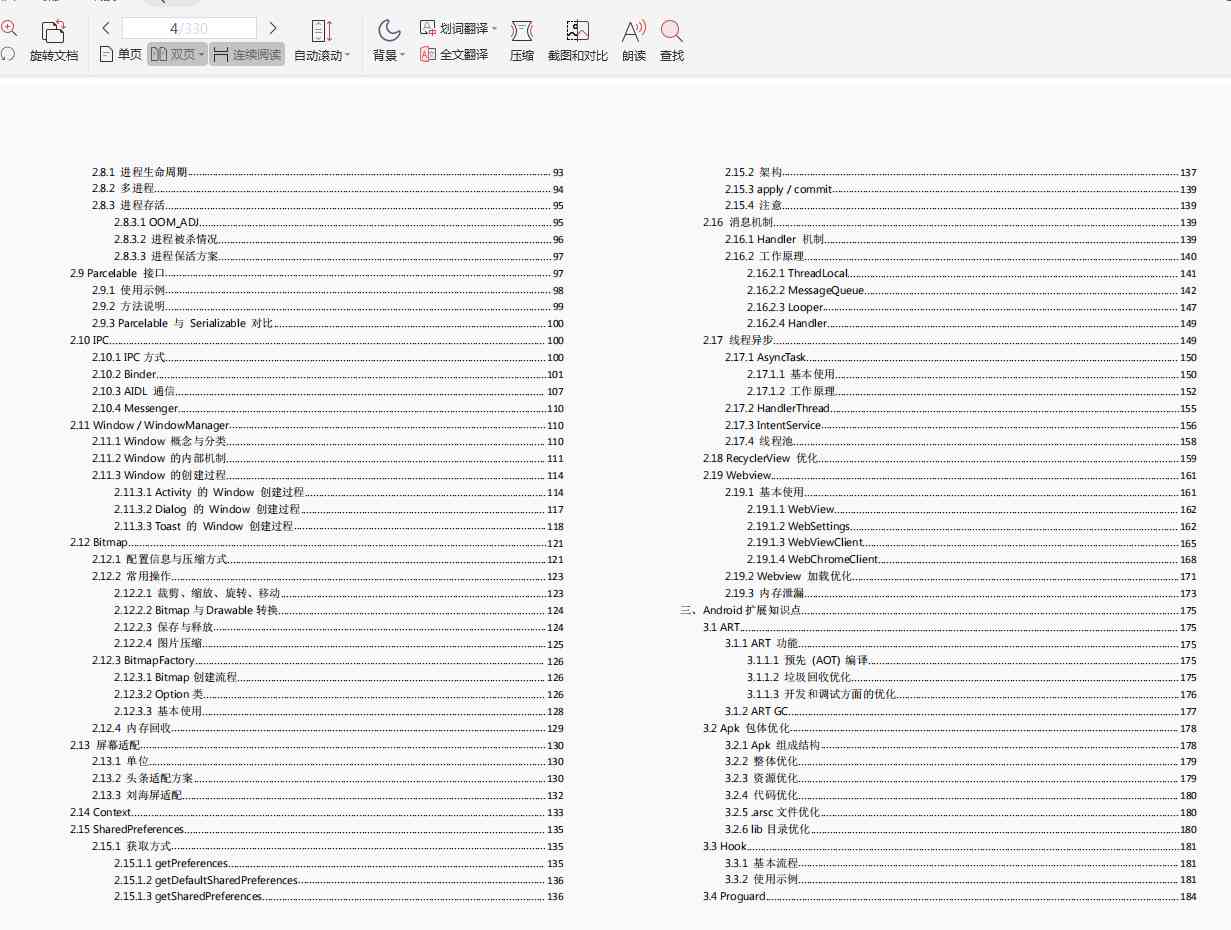 4/330
划词翻译
旋转文档
单页
双页
连续阅读
自动滚动
背景
全文翻译
压缩
截图和对比
朗读
查找
2.8.1 进程生命周期 93
2.8.2 多进程 94
2.8.3 进程存活 95
2.8.3.1 OOM_ADJ 95
2.8.3.2 进程被杀情况 96
2.8.3.3 进程保活方案 97
2.9 Parcelable 接口 97
2.9.1 使用示例 98
2.9.2 方法说明 99
2.9.3 Parcelable 与 Serializable 对比 100
2.10 IPC 100
2.10.1 IPC 方式 100
2.10.2 Binder 101
2.10.3 AIDL 通信 107
2.10.4 Messenger 110
2.11 Window / WindowManager 110
2.11.1 Window 概念与分类 110
2.11.2 Window 的内部机制 111
2.11.3 Window 的创建过程 114
2.11.3.1 Activity 的 Window 创建过程 114
2.11.3.2 Dialog 的 Window 创建过程 117
2.11.3.3 Toast 的 Window 创建过程 118
2.12 Bitmap 121
2.12.1 配置信息与压缩方式 121
2.12.2 常用操作 123
2.12.2.1 裁剪、缩放、旋转、移动 123
2.12.2.2 Bitmap 与 Drawable 转换 124
2.12.2.3 保存与释放 124
2.12.2.4 图片压缩 125
2.12.3 BitmapFactory 126
2.12.3.1 Bitmap 创建流程 126
2.12.3.2 Option 类 126
2.12.3.3 基本使用 128
2.12.4 内存回收 129
2.13 屏幕适配 130
2.13.1 单位 130
2.13.2 头条适配方案 130
2.13.3 刘海屏适配 132
2.14 Context 133
2.15 SharedPreferences 135
2.15.1 获取方式 135
2.15.1.1 getPreferences 135
2.15.1.2 getDefaultSharedPreferences 136
2.15.1.3 getSharedPreferences 136
2.15.2 架构 137
2.15.3 apply / commit 139
2.15.4 注意 139
2.16 消息机制 139
2.16.1 Handler 机制 139
2.16.2 工作原理 140
2.16.2.1 ThreadLocal 141
2.16.2.2 MessageQueue 142
2.16.2.3 Looper 147
2.16.2.4 Handler 149
2.17 线程异步 149
2.17.1 AsyncTask 150
2.17.1.1 基本使用 150
2.17.1.2 工作原理 152
2.17.2 HandlerThread 155
2.17.3 IntentService 156
2.17.4 线程池 158
2.18 RecyclerView 优化 159
2.19 Webview 161
2.19.1 基本使用 161
2.19.1.1 WebView 162
2.19.1.2 WebSettings 162
2.19.1.3 WebViewClient 165
2.19.1.4 WebChromeClient 168
2.19.2 Webview 加载优化 171
2.19.3 内存泄漏 173
三、Android 扩展知识点 175
3.1 ART 175
3.1.1 ART 功能 175
3.1.1.1 预先 (AOT) 编译 175
3.1.1.2 垃圾回收优化 175
3.1.1.3 开发和调试方面的优化 176
3.1.2 ART GC 177
3.2 Apk 包体优化 178
3.2.1 Apk 组成结构 178
3.2.2 整体优化 179
3.2.3 资源优化 179
3.2.4 代码优化 180
3.2.5 .arsc 文件优化 180
3.2.6 lib 目录优化 180
3.3 Hook 181
3.3.1 基本流程 181
3.3.2 使用示例 181
3.4 Proguard 184